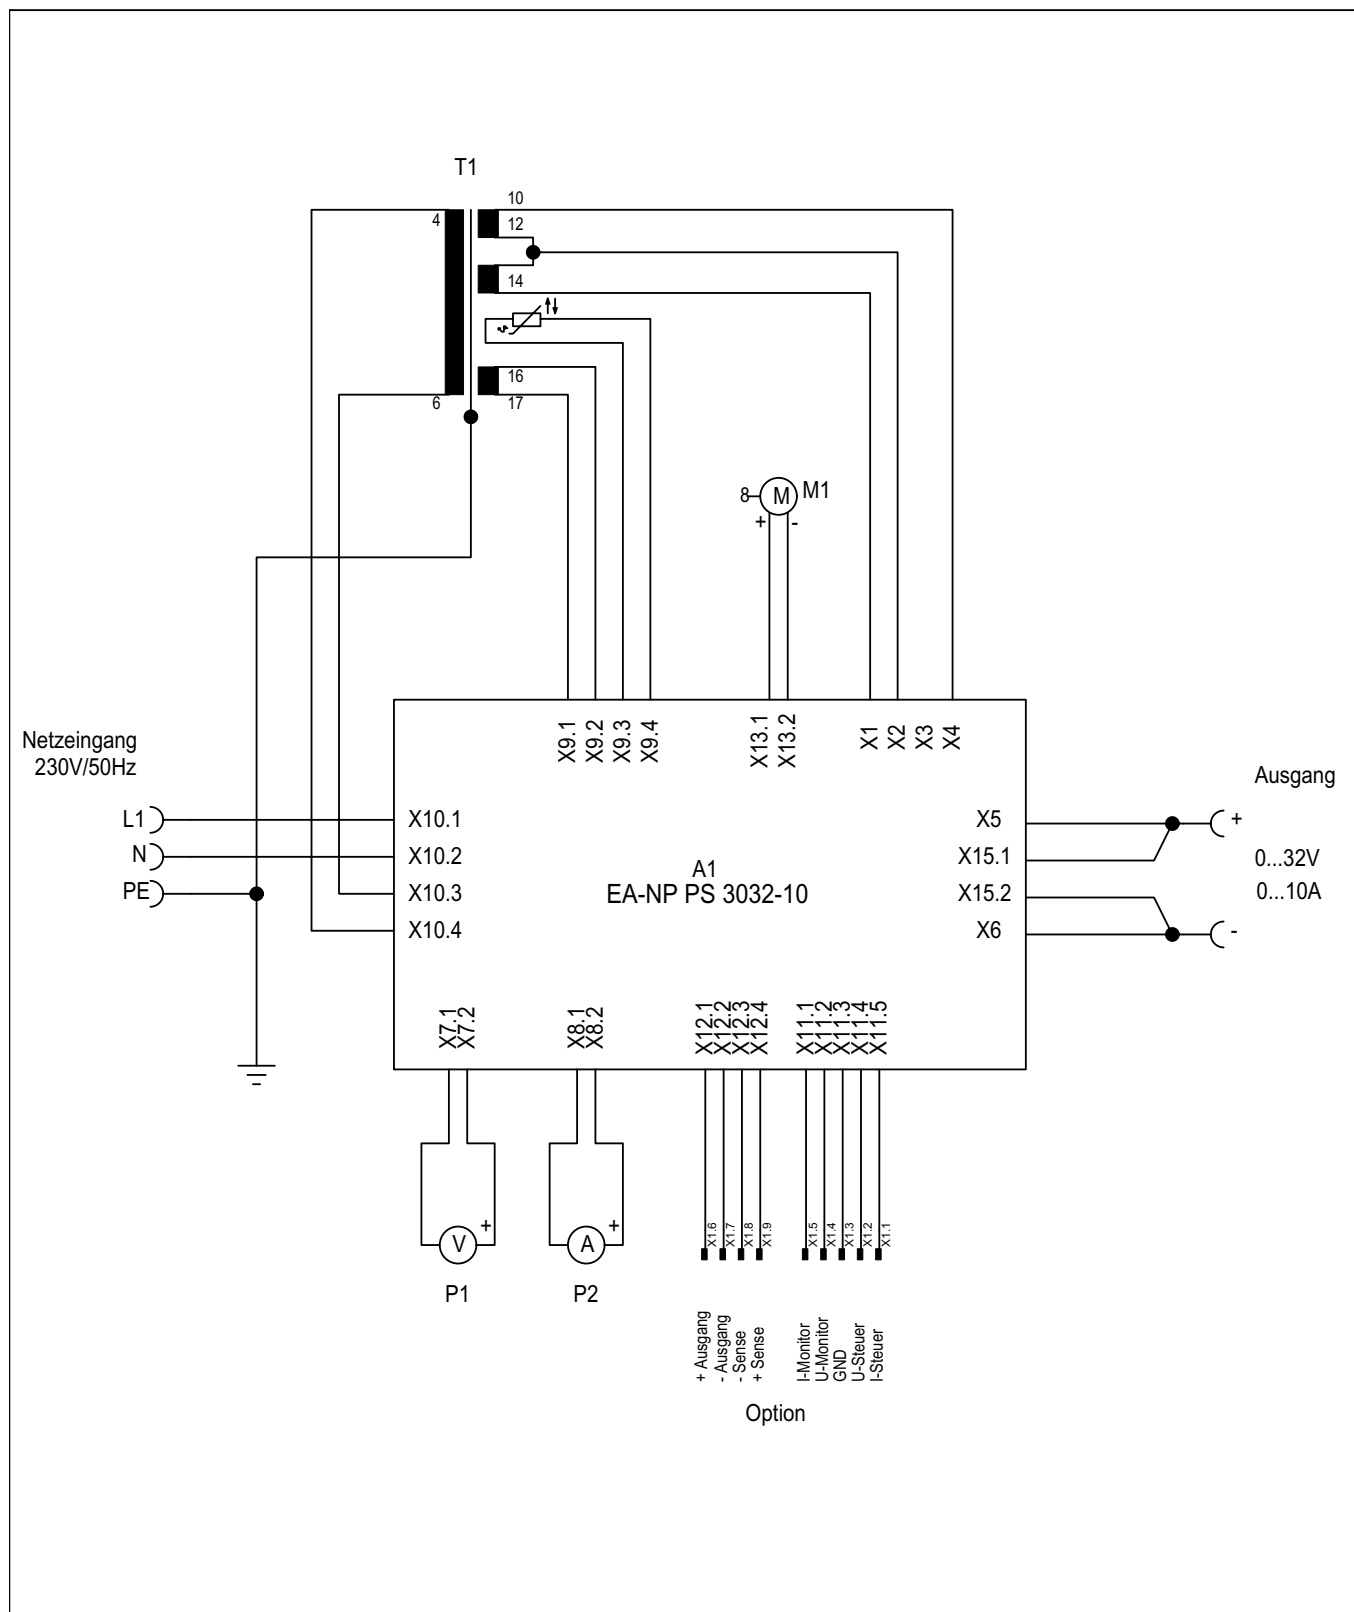 T1
10
4
12
14
16
6
17
8
M
M1
+
-
X9.1
X9.2
X9.3
X9.4
X13.1
X13.2
X1
X2
X3
X4
Netzeingang
230V/50Hz
Ausgang
L1
X10.1
X5
+
N
X10.2
X15.1
0...32V
A1
PE
X10.3
EA-NP PS 3032-10
X15.2
0...10A
X10.4
X6
-
X7.1
X7.2
X8.1
X8.2
X12.1
X12.2
X12.3
X12.4
X11.1
X11.2
X11.3
X11.4
X11.5
X1.6
X1.7
X1.8
X1.9
X1.5
X1.4
X1.3
X1.2
X1.1
V
+
A
+
P1
P2
+ Ausgang
- Ausgang
- Sense
+ Sense
I-Monitor
U-Monitor
GND
U-Steuer
I-Steuer
Option